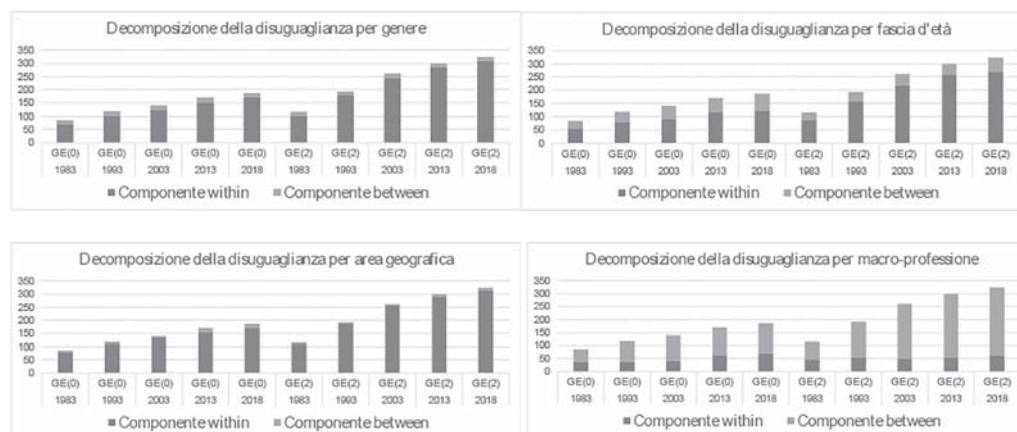 Decomposizione della disuguaglianza per genere
350
300
250
200
150
100
50
0
GE(0) GE(0) GE(0) GE(0) GE(0) GE(2) GE(2) GE(2) GE(2) GE(2)
1983 1993 2003 2013 2018 1983 1993 2003 2013 2018
Componente within Componente between
Decomposizione della disuguaglianza per fascia d'età
350
300
250
200
150
100
50
0
GE(0) GE(0) GE(0) GE(0) GE(0) GE(2) GE(2) GE(2) GE(2) GE(2)
1983 1993 2003 2013 2018 1983 1993 2003 2013 2018
Componente within Componente between
Decomposizione della disuguaglianza per area geografica
350
300
250
200
150
100
50
0
GE(0) GE(0) GE(0) GE(0) GE(0) GE(2) GE(2) GE(2) GE(2) GE(2)
1983 1993 2003 2013 2018 1983 1993 2003 2013 2018
Componente within Componente between
Decomposizione della disuguaglianza per macro-professione
350
300
250
200
150
100
50
0
GE(0) GE(0) GE(0) GE(0) GE(0) GE(2) GE(2) GE(2) GE(2) GE(2)
1983 1993 2003 2013 2018 1983 1993 2003 2013 2018
Componente within Componente between